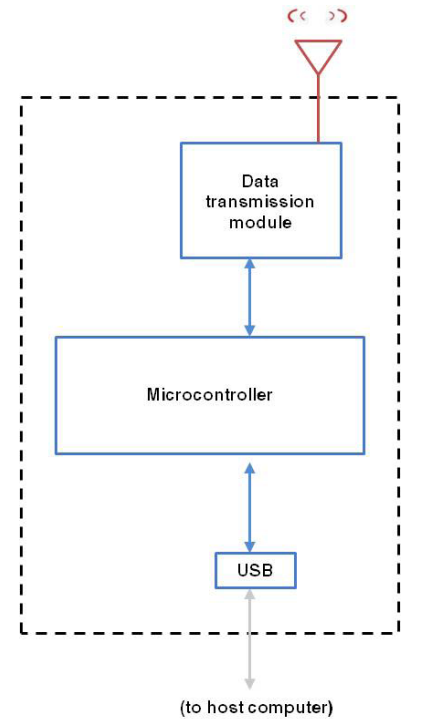 Data
transmission
module
Microcontroller
USB
(to host computer)